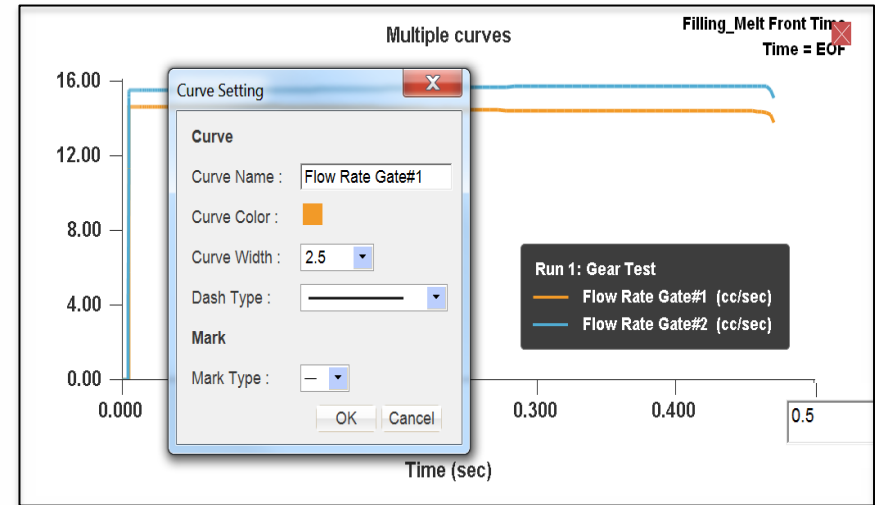 Multiple curves
Filling_Melt Front Time
Time = EOF
16.00
12.00
8.00
4.00
0.00
Curve Setting
X
Curve
Curve Name : Flow Rate Gate#1
Curve Color :
Curve Width : 2.5
Dash Type :
Mark
Mark Type :
OK Cancel
Run 1: Gear Test
Flow Rate Gate#1 (cc/sec)
Flow Rate Gate#2 (cc/sec)
0.000 0.300 0.400 0.5
Time (sec)